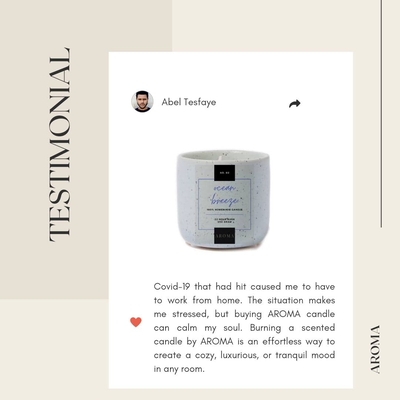 TESTIMONIAL
Abel Tesfaye
ocean
breeze
AROMA
Covid-19 that had hit caused me to have
to work from home. The situation makes
me stressed, but buying AROMA candle
can calm my soul. Burning a scented
candle by AROMA is an effortless way to
create a cozy, luxurious, or tranquil mood
in any room.
AROMA